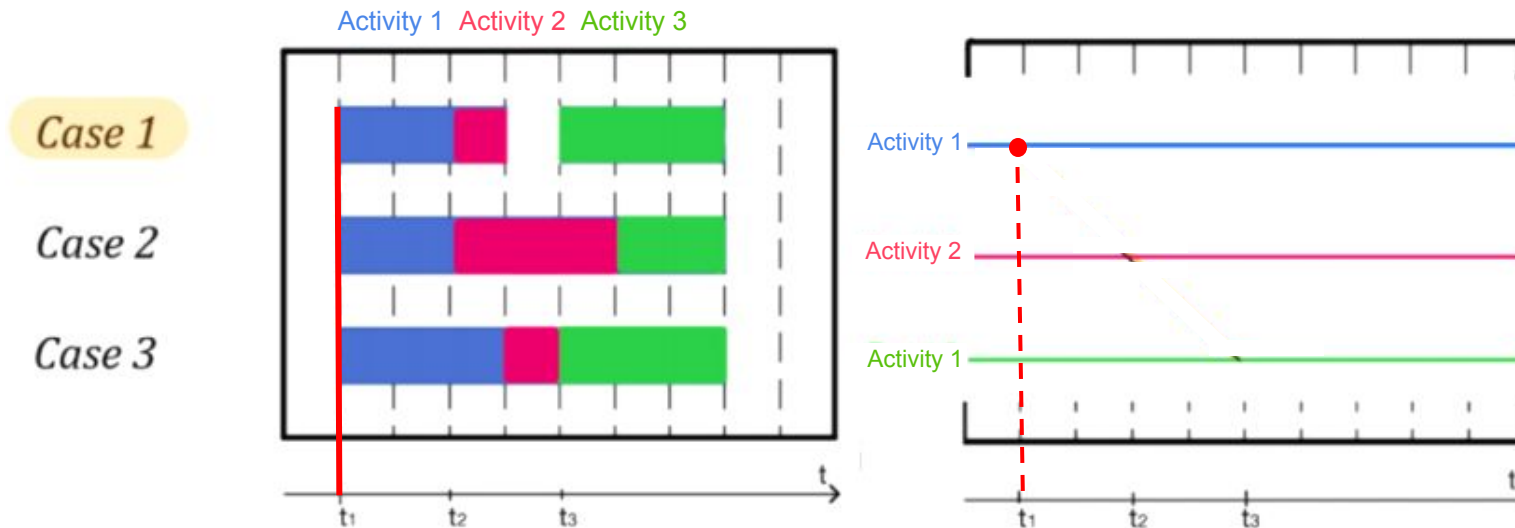 Activity 1 Activity 2 Activity 3
Case 1
Case 2
Case 3
t
t1 t2 t3
Activity 1
Activity 2
Activity 1
t
t1 t2 t3